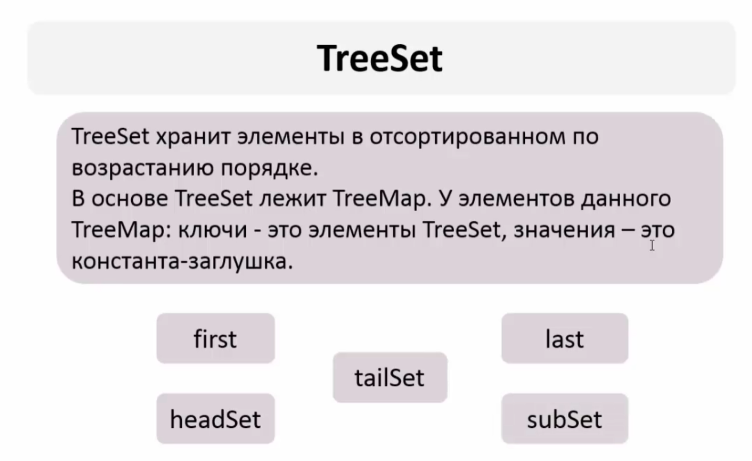 TreeSet
TreeSet хранит элементы в отсортированном по
возрастанию порядке.
В основе TreeSet лежит TreeMap. У элементов данного
TreeMap: ключи - это элементы TreeSet, значения – это
константа-заглушка.
first
last
tailSet
headSet
subSet